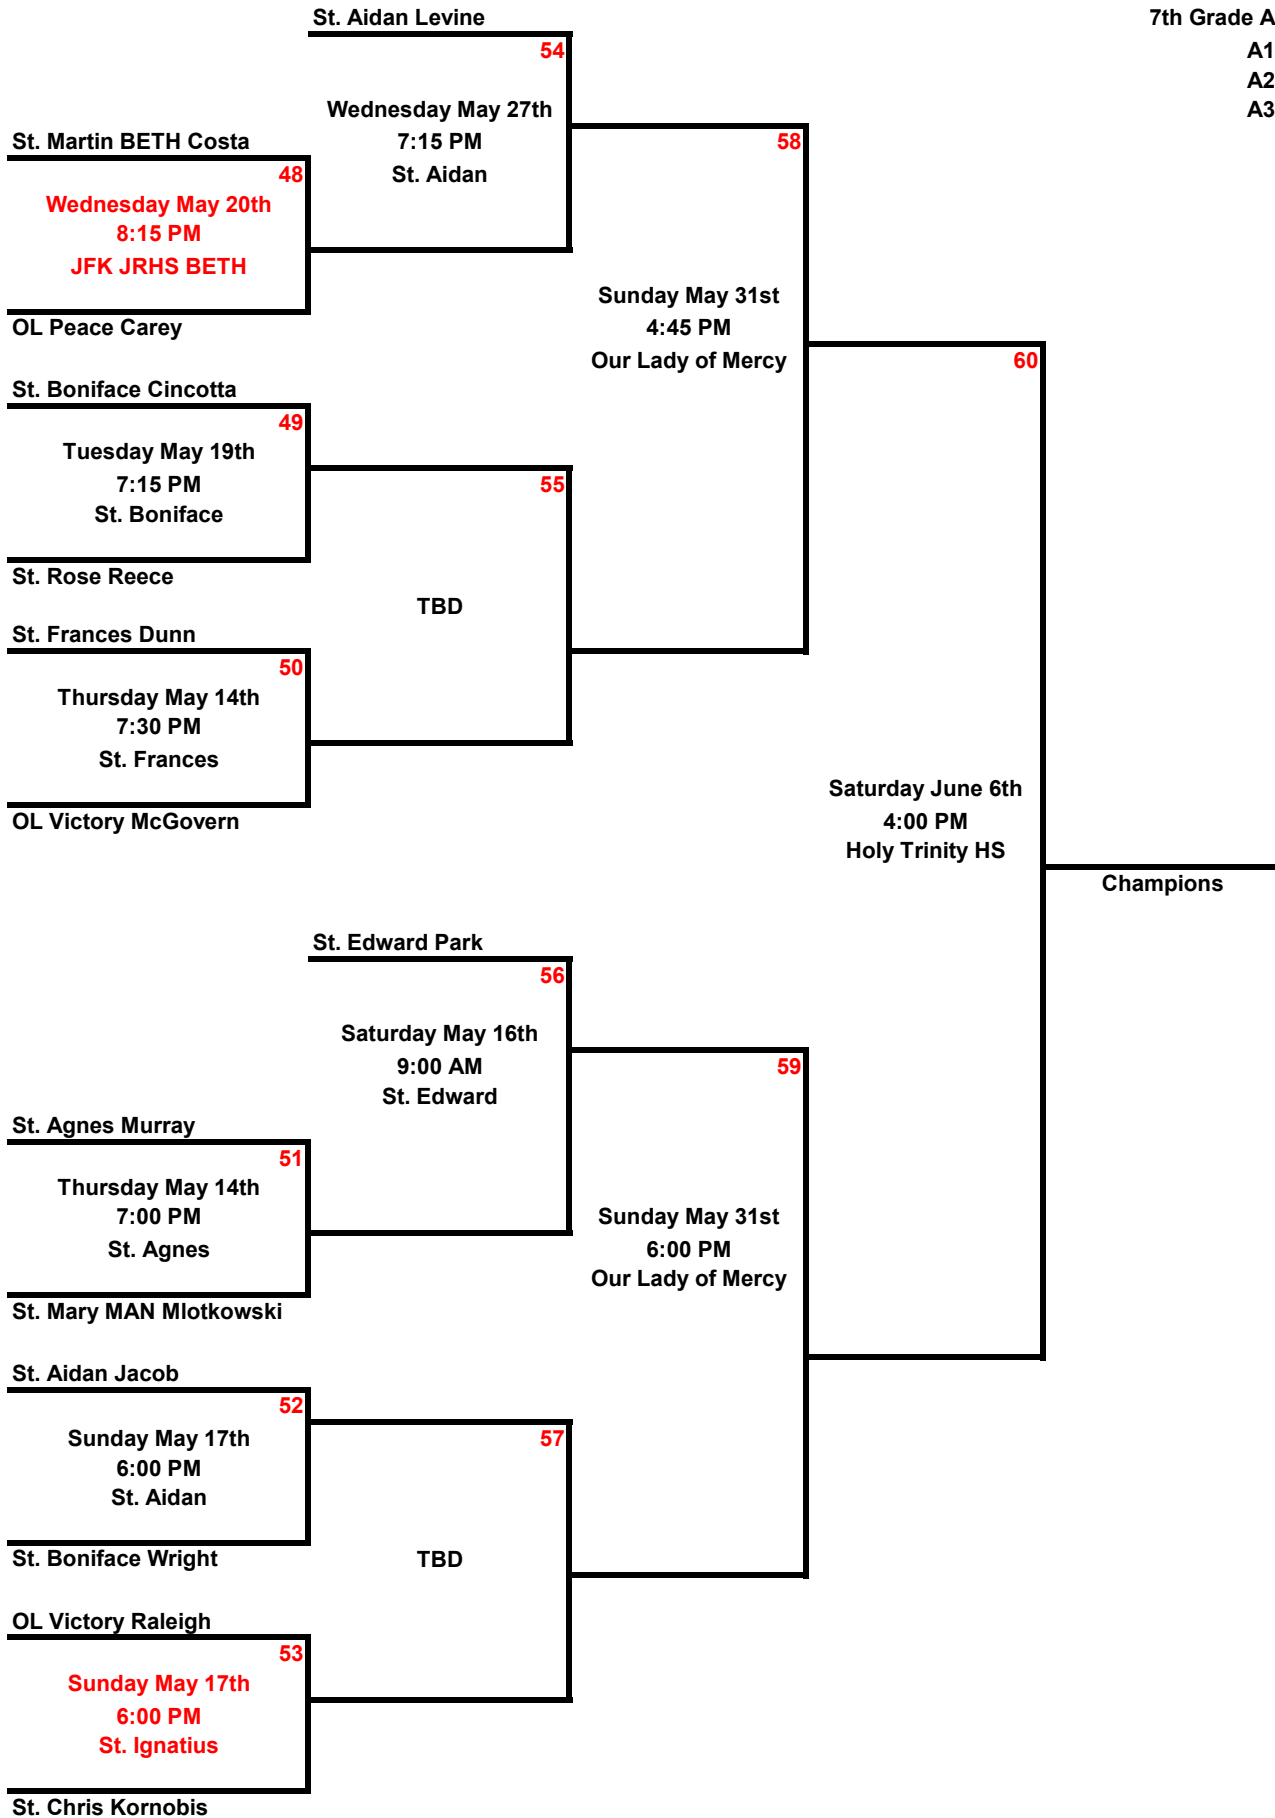 St. Aidan Levine
7th Grade A
54
A1
A2
A3
Wednesday May 27th
7:15 PM
St. Aidan
St. Martin BETH Costa
58
48
Wednesday May 20th
8:15 PM
JFK JRHS BETH
OL Peace Carey
Sunday May 31st
4:45 PM
Our Lady of Mercy
60
St. Boniface Cincotta
49
Tuesday May 19th
7:15 PM
St. Boniface
55
St. Rose Reece
TBD
St. Frances Dunn
50
Thursday May 14th
7:30 PM
St. Frances
OL Victory McGovern
Saturday June 6th
4:00 PM
Holy Trinity HS
Champions
St. Edward Park
56
Saturday May 16th
9:00 AM
St. Edward
59
St. Agnes Murray
51
Thursday May 14th
7:00 PM
St. Agnes
St. Mary MAN Mlotkowski
Sunday May 31st
6:00 PM
Our Lady of Mercy
St. Aidan Jacob
52
Sunday May 17th
6:00 PM
St. Aidan
57
St. Boniface Wright
TBD
OL Victory Raleigh
53
Sunday May 17th
6:00 PM
St. Ignatius
St. Chris Kornobis